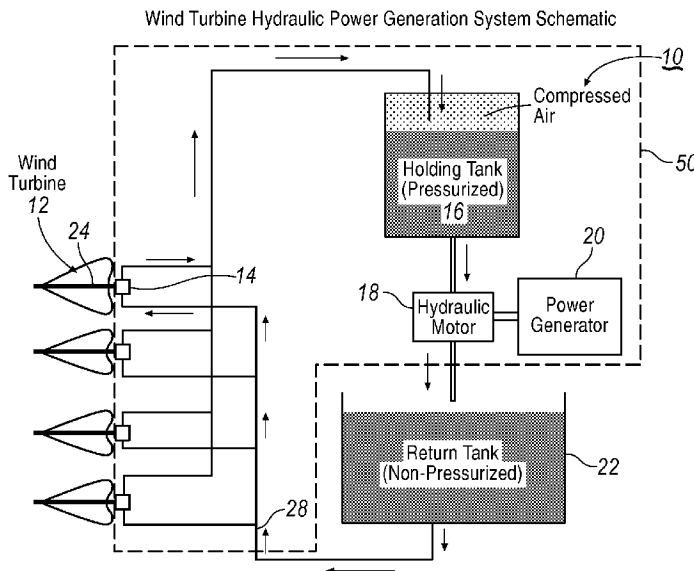 Wind Turbine Hydraulic Power Generation System Schematic
10
Compressed
Air
50
Holding Tank
(Pressurized)
16
Wind
Turbine
12
24
14
20
18
Hydraulic
Motor
Power
Generator
Return Tank
(Non-Pressurized)
22
28